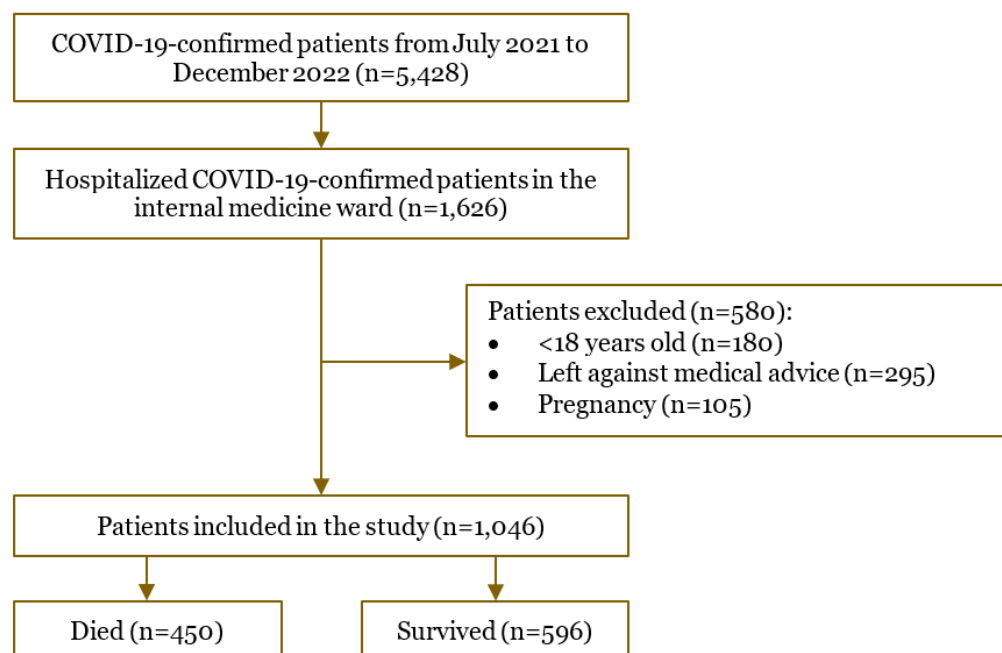 COVID-19-confirmed patients from July 2021 to
December 2022 (n=5,428)
Hospitalized COVID-19-confirmed patients in the
internal medicine ward (n=1,626)
Patients excluded (n=580):
• <18 years old (n=180)
• Left against medical advice (n=295)
• Pregnancy (n=105)
Patients included in the study (n=1,046)
Died (n=450)
Survived (n=596)